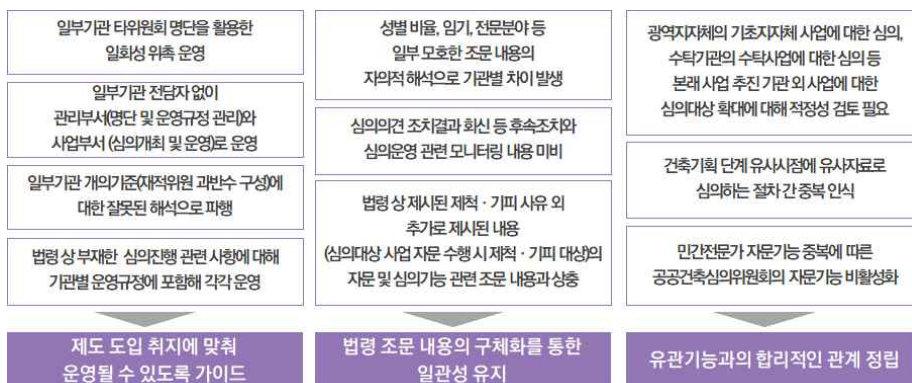 일부기관 타위원회 명단을 활용한
일회성 위촉 운영
일부기관 전담자 없이
관리부서(명단 및 운영규정 관리)와
사업부서 (심의개최 및 운영)로 운영
일부기관 개의기준(재적위원 과반수 구성)에
대한 잘못된 해석으로 파행
법령 상 부재한 심의진행 관련 사항에 대해
기관별 운영규정에 포함해 각각 운영
제도 도입 취지에 맞춰
운영될 수 있도록 가이드
성별 비율, 임기, 전문분야 등
일부 모호한 조문 내용의
자의적 해석으로 기관별 차이 발생
심의의견 조치결과 회신 등 후속조치와
심의운영 관련 모니터링 내용 미비
법령 상 제시된 제척 · 기피 사유 외
추가로 제시된 내용
(심의대상 사업 자문 수행 시 제척 · 기피 대상)의
자문 및 심의기능 관련 조문 내용과 상충
법령 조문 내용의 구체화를 통한
일관성 유지
광역지자체의 기초지자체 사업에 대한 심의,
수탁기관의 수탁사업에 대한 심의 등
본래 사업 추진 기관 외 사업에 대한
심의대상 확대에 대해 적정성 검토 필요
건축기획 단계 유사시점에 유사자료로
심의하는 절차 간 중복 인식
민간전문가 자문기능 중복에 따른
공공건축심의위원회의 자문기능 비활성화
유관기능과의 합리적인 관계 정립